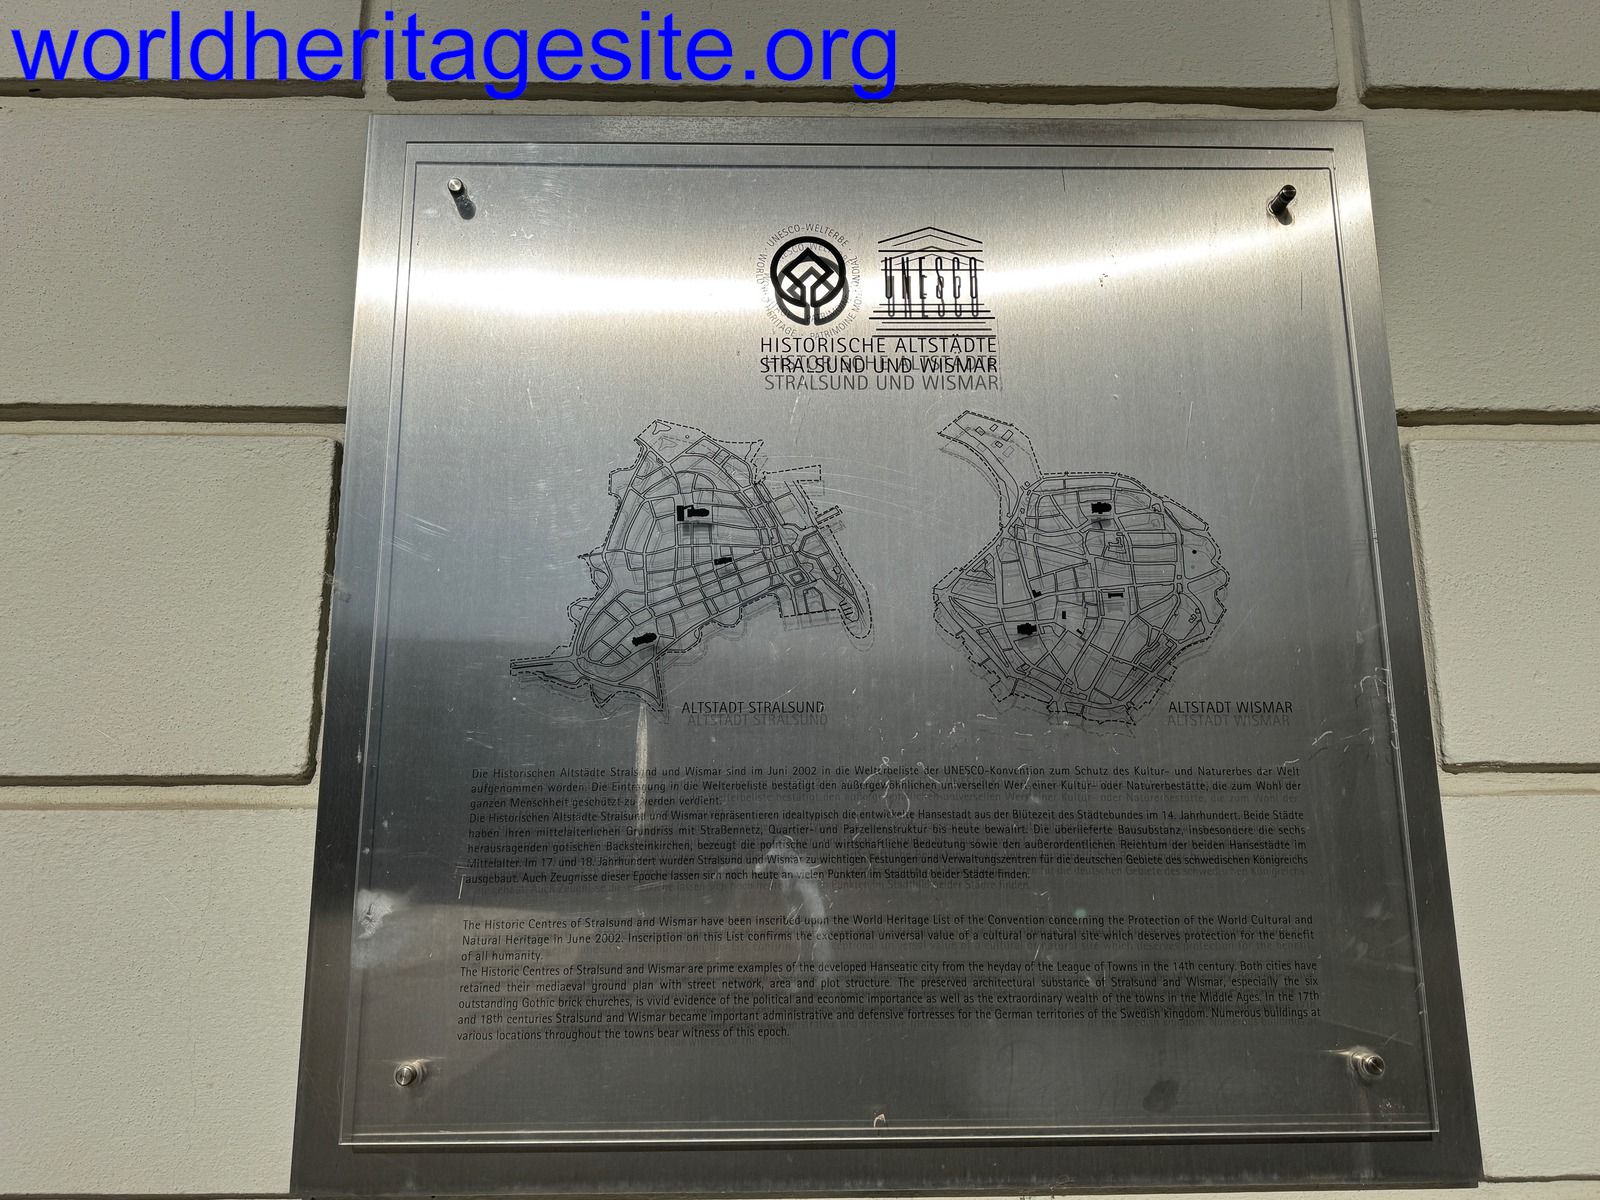 worldheritagesite.org
UNESCO-WELTERBE · WORLD HERITAGE · PATRIMOINE MONDIAL
UNESCO
HISTORISCHE ALTSTÄDTE
STRALSUND UND WISMAR
ALTSTADT STRALSUND
ALTSTADT WISMAR
Die Historischen Altstädte Stralsund und Wismar sind im Juni 2002 in die Welterbeliste der UNESCO-Konvention zum Schutz des Kultur- und Naturerbes der Welt
aufgenommen worden. Die Eintragung in die Welterbeliste bestätigt den außergewöhnlichen universellen Wert einer Kultur- oder Naturerbestätte, die zum Wohl der
ganzen Menschheit geschützt zu werden verdient.
Die Historischen Altstädte Stralsund und Wismar repräsentieren idealtypisch die entwickelte Hansestadt aus der Blütezeit des Städtebundes im 14. Jahrhundert. Beide Städte
haben ihren mittelalterlichen Grundriss mit Straßennetz, Quartier- und Parzellenstruktur bis heute bewahrt. Die überlieferte Bausubstanz, insbesondere die sechs
herausragenden gotischen Backsteinkirchen, bezeugt die politische und wirtschaftliche Bedeutung sowie den außerordentlichen Reichtum der beiden Hansestädte im
Mittelalter. Im 17. und 18. Jahrhundert wurden Stralsund und Wismar zu wichtigen Festungen und Verwaltungszentren für die deutschen Gebiete des schwedischen Königreichs
ausgebaut. Auch Zeugnisse dieser Epoche lassen sich noch heute an vielen Punkten im Stadtbild beider Städte finden.
The Historic Centres of Stralsund and Wismar have been inscribed upon the World Heritage List of the Convention concerning the Protection of the World Cultural and
Natural Heritage in June 2002. Inscription on this List confirms the exceptional universal value of a cultural or natural site which deserves protection for the benefit
of all humanity.
The Historic Centres of Stralsund and Wismar are prime examples of the developed Hanseatic city from the heyday of the League of Towns in the 14th century. Both cities have
retained their mediaeval ground plan with street network, area and plot structure. The preserved architectural substance of Stralsund and Wismar, especially the six
outstanding Gothic brick churches, is vivid evidence of the political and economic importance as well as the extraordinary wealth of the towns in the Middle Ages. In the 17th
and 18th centuries Stralsund and Wismar became important administrative and defensive fortresses for the German territories of the Swedish kingdom. Numerous buildings at
various locations throughout the towns bear witness of this epoch.